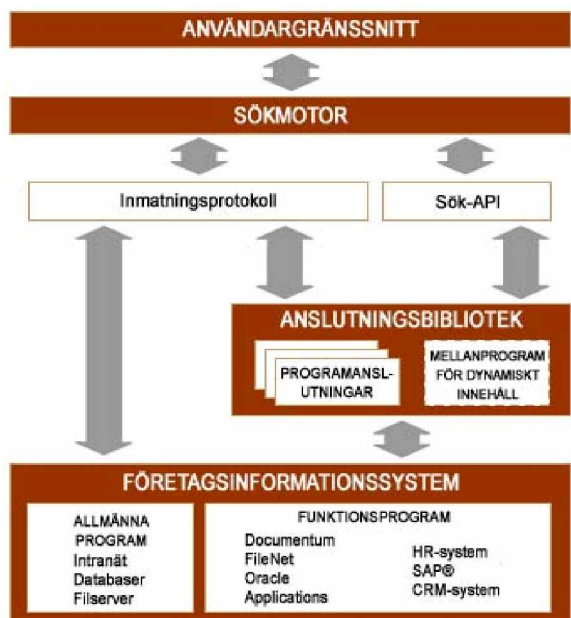 ANVÄNDARGRÄNSSNITT
SÖKMOTOR
Inmatningsprotokoll
Sök-API
ANSLUTNINGSBIBLIOTEK
PROGRAMANSL-
UTNINGAR
MELLANPROGRAM
FÖR DYNAMISKT
INNEHÅLL
FÖRETAGSINFORMATIONSSYSTEM
ALLMÄNNA
PROGRAM
Intranät
Databaser
Filserver
FUNKTIONSPROGRAM
Documentum
FileNet
Oracle
Applications
HR-system
SAP®
CRM-system